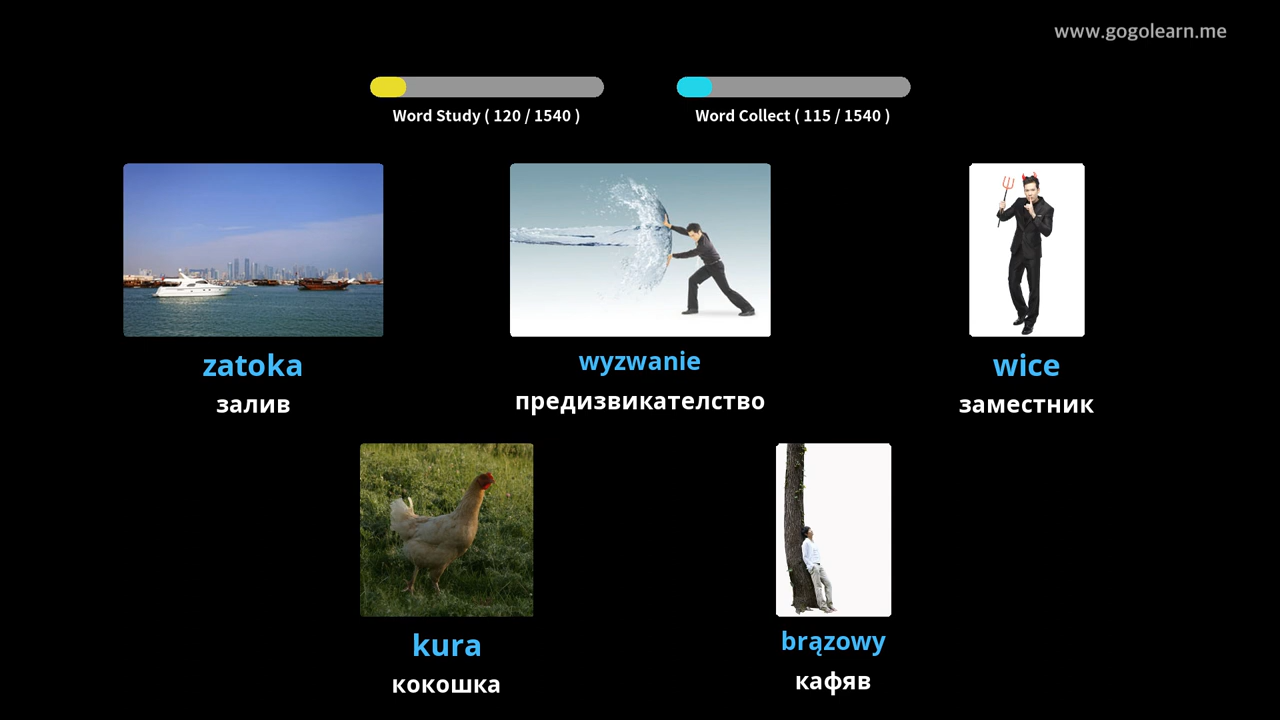 www.gogolearn.me
Word Study ( 120 / 1540 )
Word Collect ( 115 / 1540 )
zatoka
залив
wyzwanie
предизвикателство
wice
заместник
kura
кокошка
brązowy
кафяв